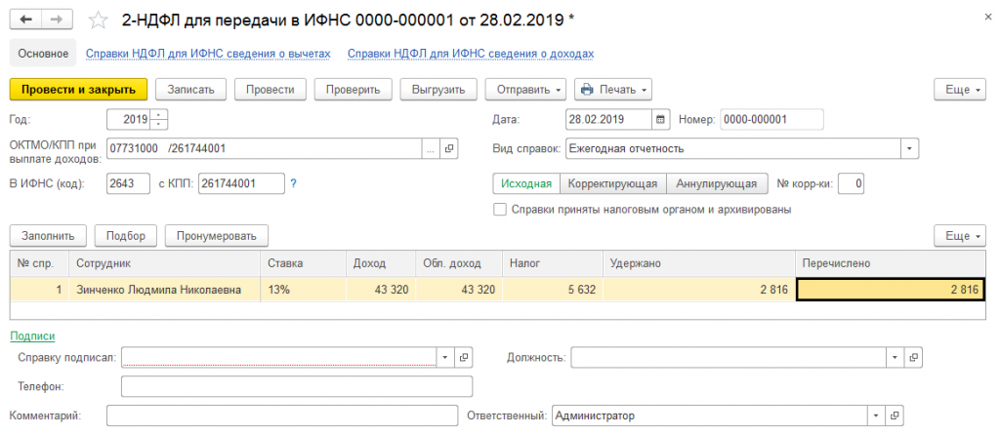 2-НДФЛ для передачи в ИФНС 0000-000001 от 28.02.2019 *
Основное Справки НДФЛ для ИФНС сведения о вычетах Справки НДФЛ для ИФНС сведения о доходах
Провести и закрыть Записать Провести Проверить Выгрузить Отправить Печать Еще
Год: 2019 Дата: 28.02.2019 Номер: 0000-000001
ОКТМО/КПП при выплате доходов: 07731000 /261744001 ... Вид справок: Ежегодная отчетность
В ИФНС (код): 2643 с КПП: 261744001 ? Исходная Корректирующая Аннулирующая № корр-ки: 0
Справки приняты налоговым органом и архивированы
Заполнить Подбор Пронумеровать Еще
№ спр. Сотрудник Ставка Доход Обл. доход Налог Удержано Перечислено
1 Зинченко Людмила Николаевна 13% 43 320 43 320 5 632 2 816 2 816
Подписи
Справку подписал: Должность:
Телефон:
Комментарий: Ответственный: Администратор